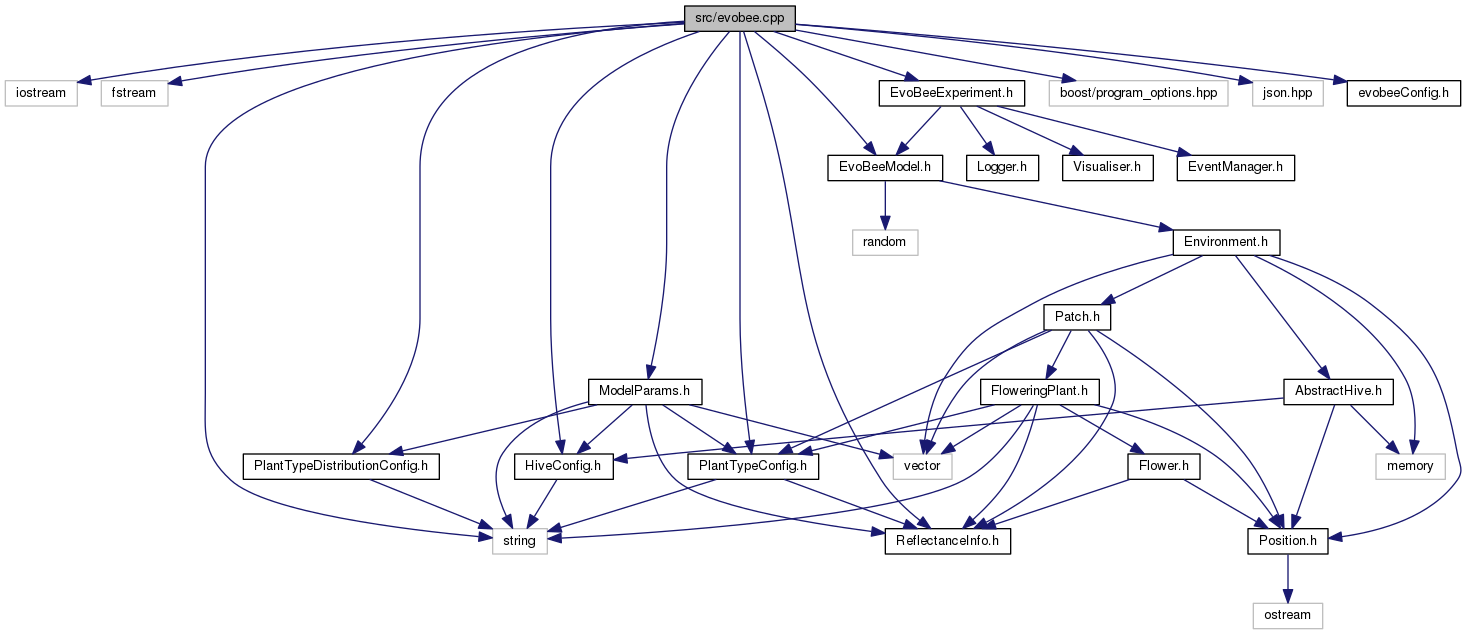 src/evobee.cpp
iostream
fstream
EvoBeeExperiment.h
boost/program_options.hpp
json.hpp
evobeeConfig.h
EvoBeeModel.h
Logger.h
Visualiser.h
EventManager.h
random
Environment.h
Patch.h
ModelParams.h
FloweringPlant.h
AbstractHive.h
PlantTypeDistributionConfig.h
HiveConfig.h
PlantTypeConfig.h
vector
Flower.h
memory
string
ReflectanceInfo.h
Position.h
ostream